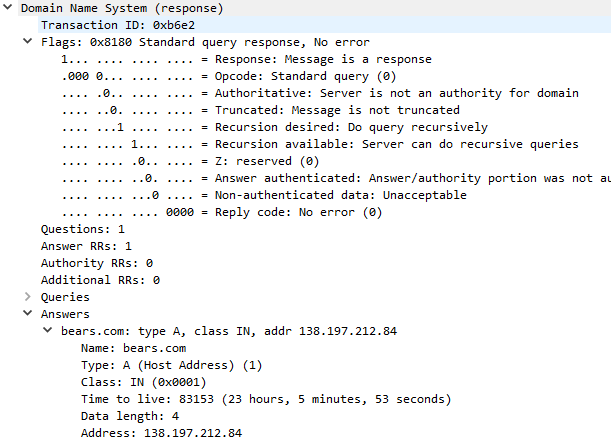 Domain Name System (response)
Transaction ID: 0xb6e2
Flags: 0x8180 Standard query response, No error
1... .... .... .... = Response: Message is a response
.000 0... .... .... = Opcode: Standard query (0)
.... .0.. .... .... = Authoritative: Server is not an authority for domain
.... ..0. .... .... = Truncated: Message is not truncated
.... ...1 .... .... = Recursion desired: Do query recursively
.... .... 1... .... = Recursion available: Server can do recursive queries
.... .... .0.. .... = Z: reserved (0)
.... .... ..0. .... = Answer authenticated: Answer/authority portion was not au
.... .... ...0 .... = Non-authenticated data: Unacceptable
.... .... .... 0000 = Reply code: No error (0)
Questions: 1
Answer RRs: 1
Authority RRs: 0
Additional RRs: 0
Queries
Answers
bears.com: type A, class IN, addr 138.197.212.84
Name: bears.com
Type: A (Host Address) (1)
Class: IN (0x0001)
Time to live: 83153 (23 hours, 5 minutes, 53 seconds)
Data length: 4
Address: 138.197.212.84